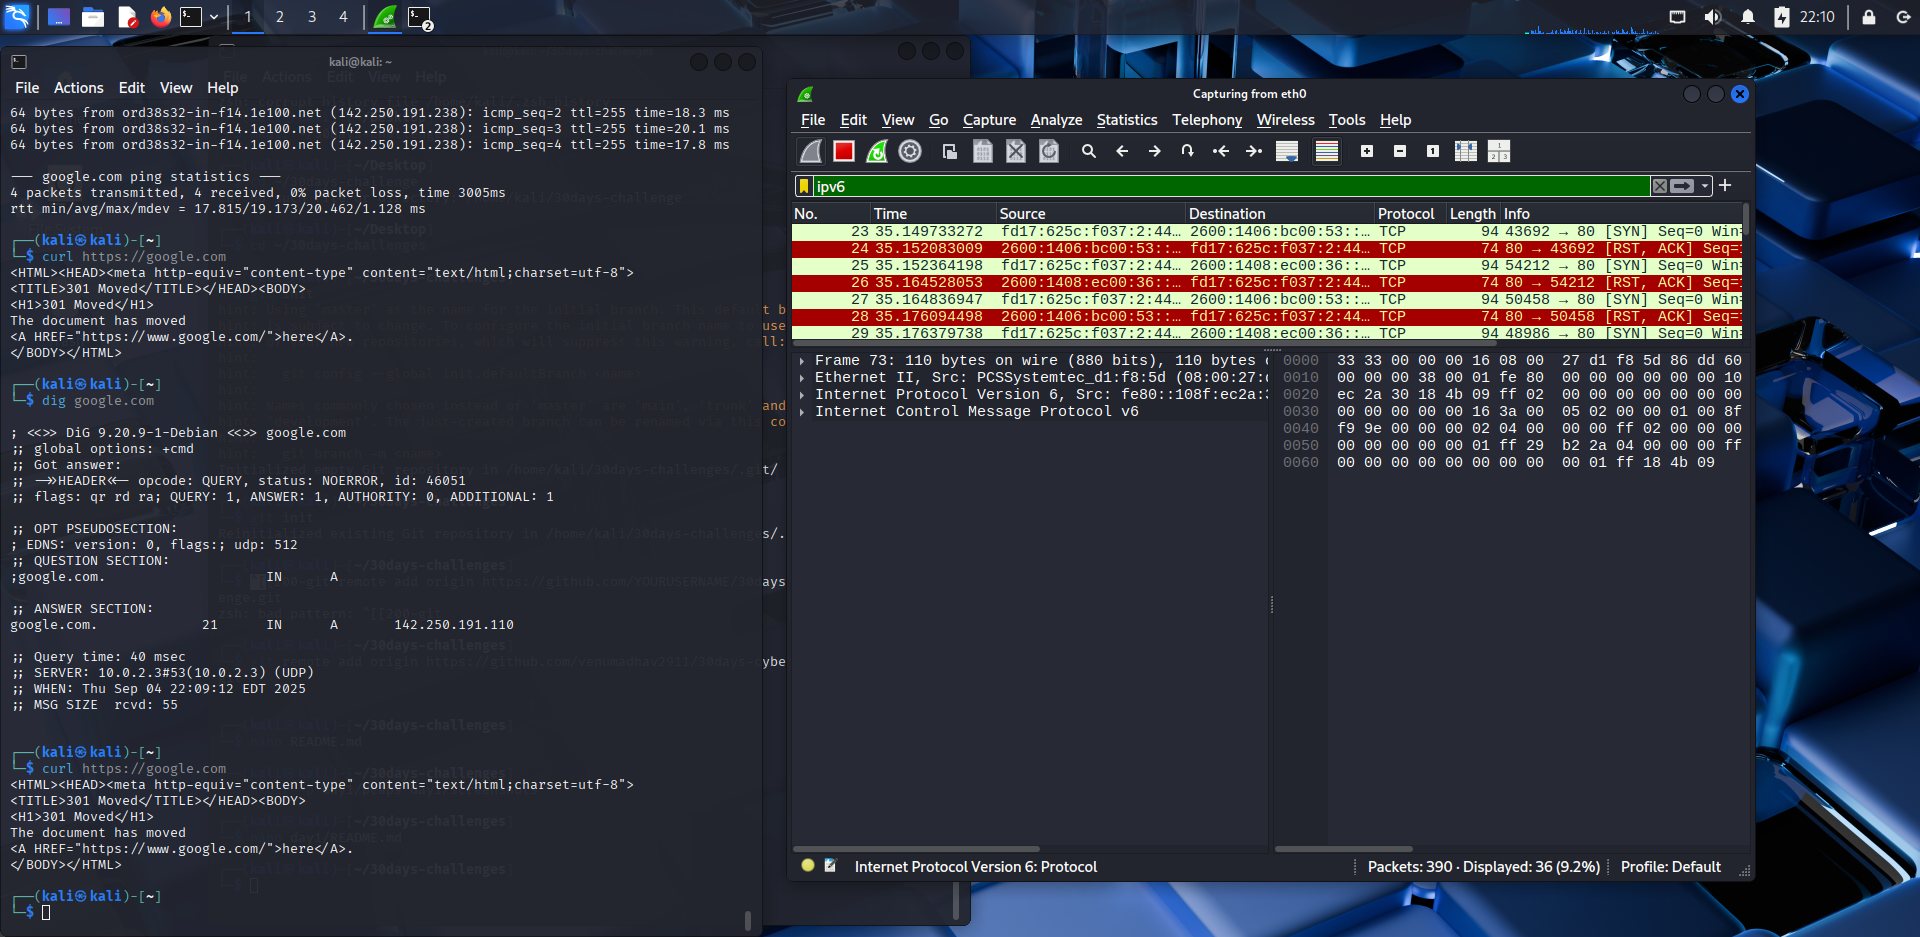 1 2 3 4 2 22:10
kali@kali: ~
File Actions Edit View Help
64 bytes from ord38s32-in-f14.1e100.net (142.250.191.238): icmp_seq=2 ttl=255 time=18.3 ms
64 bytes from ord38s32-in-f14.1e100.net (142.250.191.238): icmp_seq=3 ttl=255 time=20.1 ms
64 bytes from ord38s32-in-f14.1e100.net (142.250.191.238): icmp_seq=4 ttl=255 time=17.8 ms
--- google.com ping statistics ---
4 packets transmitted, 4 received, 0% packet loss, time 3005ms
rtt min/avg/max/mdev = 17.815/19.173/20.462/1.128 ms
┌──(kali㉿kali)-[~]
└─$ curl https://google.com
<HTML><HEAD><meta http-equiv="content-type" content="text/html;charset=utf-8">
<TITLE>301 Moved</TITLE></HEAD><BODY>
<H1>301 Moved</H1>
The document has moved
<A HREF="https://www.google.com/">here</A>.
</BODY></HTML>
┌──(kali㉿kali)-[~]
└─$ dig google.com
; <<>> DiG 9.20.9-1-Debian <<>> google.com
;; global options: +cmd
;; Got answer:
;; ->>HEADER<<- opcode: QUERY, status: NOERROR, id: 46051
;; flags: qr rd ra; QUERY: 1, ANSWER: 1, AUTHORITY: 0, ADDITIONAL: 1
;; OPT PSEUDOSECTION:
; EDNS: version: 0, flags:; udp: 512
;; QUESTION SECTION:
;google.com. IN A
;; ANSWER SECTION:
google.com. 21 IN A 142.250.191.110
;; Query time: 40 msec
;; SERVER: 10.0.2.3#53(10.0.2.3) (UDP)
;; WHEN: Thu Sep 04 22:09:12 EDT 2025
;; MSG SIZE rcvd: 55
┌──(kali㉿kali)-[~]
└─$ curl https://google.com
<HTML><HEAD><meta http-equiv="content-type" content="text/html;charset=utf-8">
<TITLE>301 Moved</TITLE></HEAD><BODY>
<H1>301 Moved</H1>
The document has moved
<A HREF="https://www.google.com/">here</A>.
</BODY></HTML>
┌──(kali㉿kali)-[~]
└─$
Capturing from eth0
File Edit View Go Capture Analyze Statistics Telephony Wireless Tools Help
ipv6
No. Time Source Destination Protocol Length Info
23 35.149733272 fd17:625c:f037:2:44… 2600:1406:bc00:53::… TCP 94 43692 → 80 [SYN] Seq=0 Win=
24 35.152083009 2600:1406:bc00:53::… fd17:625c:f037:2:44… TCP 74 80 → 43692 [RST, ACK] Seq=1
25 35.152364198 fd17:625c:f037:2:44… 2600:1408:ec00:36::… TCP 94 54212 → 80 [SYN] Seq=0 Win=
26 35.164528053 2600:1408:ec00:36::… fd17:625c:f037:2:44… TCP 74 80 → 54212 [RST, ACK] Seq=1
27 35.164836947 fd17:625c:f037:2:44… 2600:1406:bc00:53::… TCP 94 50458 → 80 [SYN] Seq=0 Win=
28 35.176094498 2600:1406:bc00:53::… fd17:625c:f037:2:44… TCP 74 80 → 50458 [RST, ACK] Seq=1
29 35.176379738 fd17:625c:f037:2:44… 2600:1408:ec00:36::… TCP 94 48986 → 80 [SYN] Seq=0 Win=
Frame 73: 110 bytes on wire (880 bits), 110 bytes
Ethernet II, Src: PCSSystemtec_d1:f8:5d (08:00:27:
Internet Protocol Version 6, Src: fe80::108f:ec2a:3
Internet Control Message Protocol v6
0000 33 33 00 00 00 16 08 00 27 d1 f8 5d 86 dd 60
0010 00 00 00 38 00 01 fe 80 00 00 00 00 00 00 10
0020 ec 2a 30 18 4b 09 ff 02 00 00 00 00 00 00 00
0030 00 00 00 00 00 16 3a 00 05 02 00 00 01 00 8f
0040 f9 9e 00 00 00 02 04 00 00 00 ff 02 00 00 00
0050 00 00 00 00 00 01 ff 29 b2 2a 04 00 00 00 ff
0060 00 00 00 00 00 00 00 00 00 01 ff 18 4b 09
Internet Protocol Version 6: Protocol
Packets: 390 · Displayed: 36 (9.2%)
Profile: Default